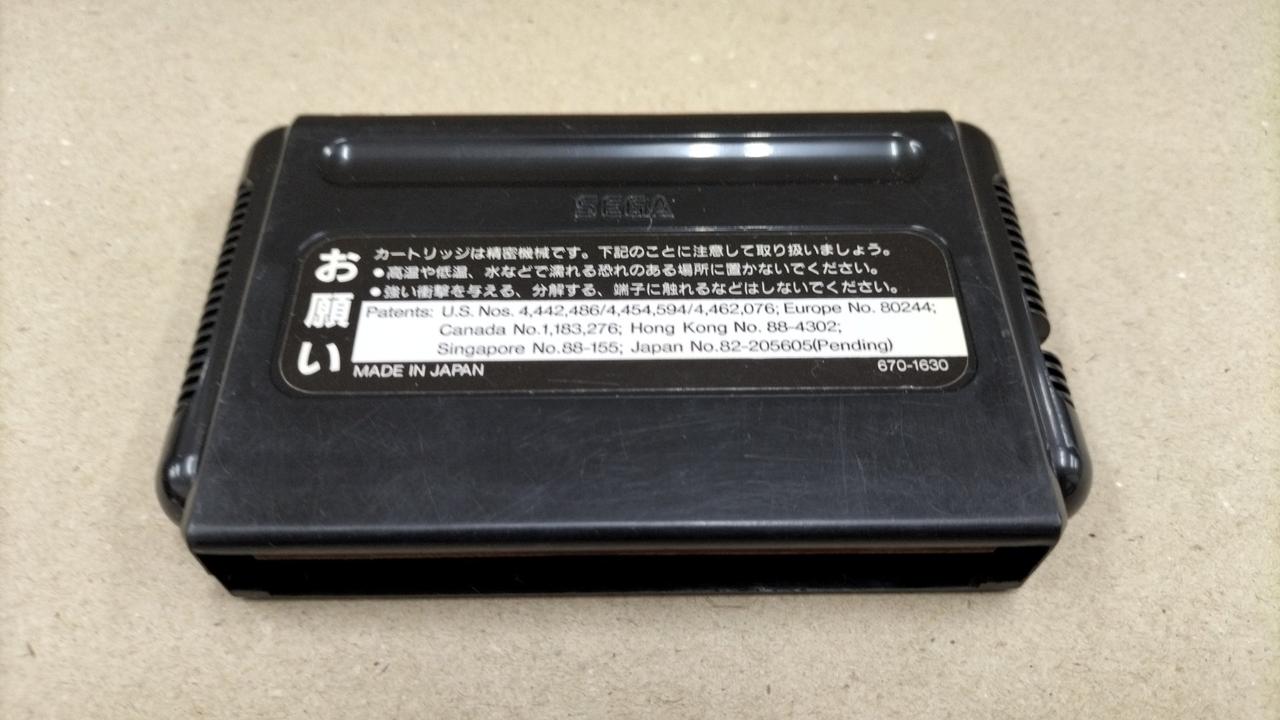 SEGA
お願い
カートリッジは精密機械です。下記のことに注意して取り扱いましょう。
●高温や低温、水などで濡れる恐れのある場所に置かないでください。
●強い衝撃を与える、分解する、端子に触れるなどはしないでください。
Patents: U.S. Nos. 4,442,486/4,454,594/4,462,076; Europe No. 80244;
Canada No.1,183,276; Hong Kong No. 88-4302;
Singapore No.88-155; Japan No.82-205605(Pending)
MADE IN JAPAN 670-1630